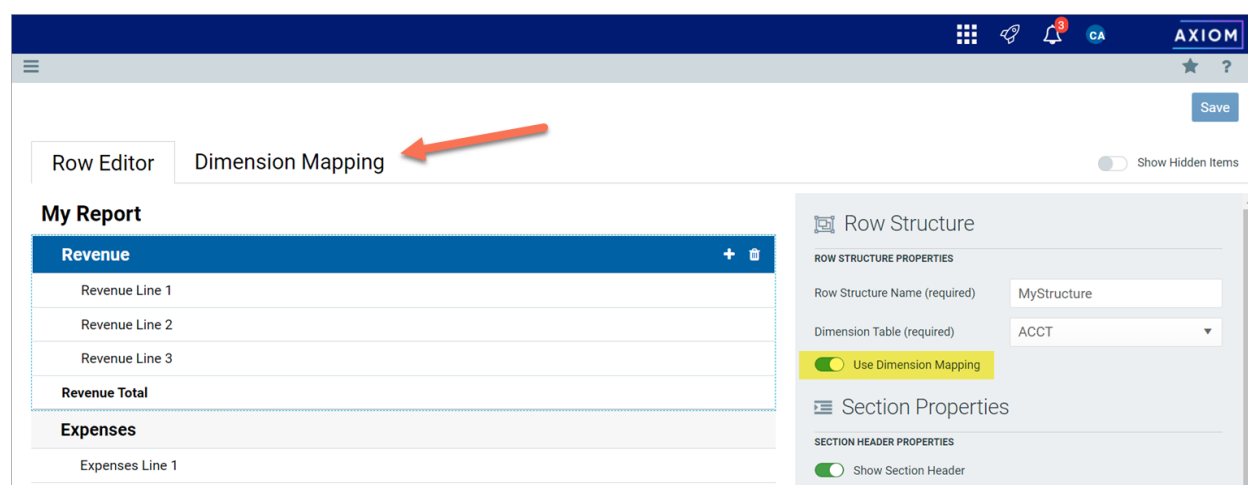 3
CA
AXIOM
?
Save
Row Editor
Dimension Mapping
Show Hidden Items
My Report
Revenue
Revenue Line 1
Revenue Line 2
Revenue Line 3
Revenue Total
Expenses
Expenses Line 1
Row Structure
ROW STRUCTURE PROPERTIES
Row Structure Name (required) MyStructure
Dimension Table (required) ACCT
Use Dimension Mapping
Section Properties
SECTION HEADER PROPERTIES
Show Section Header